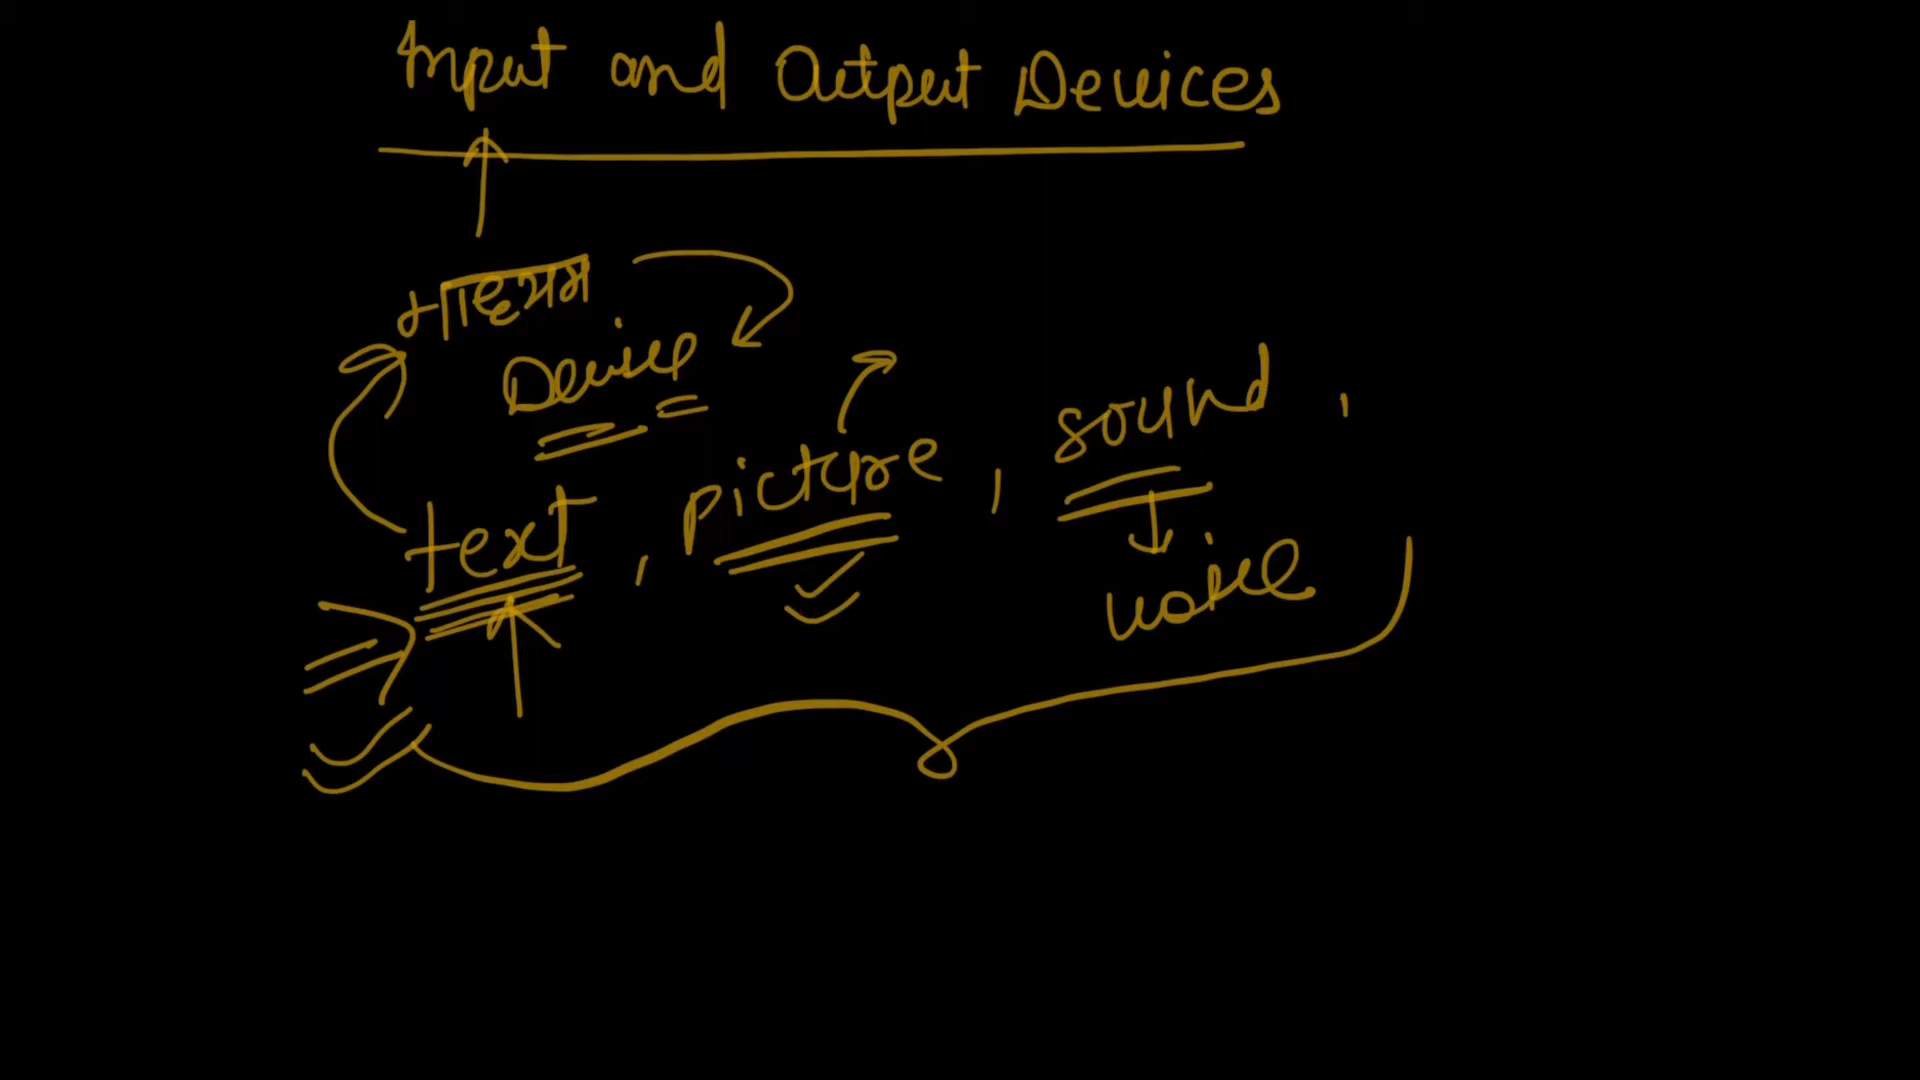 Input and Output Devices
माध्यम
Device
text, picture, sound,
voice